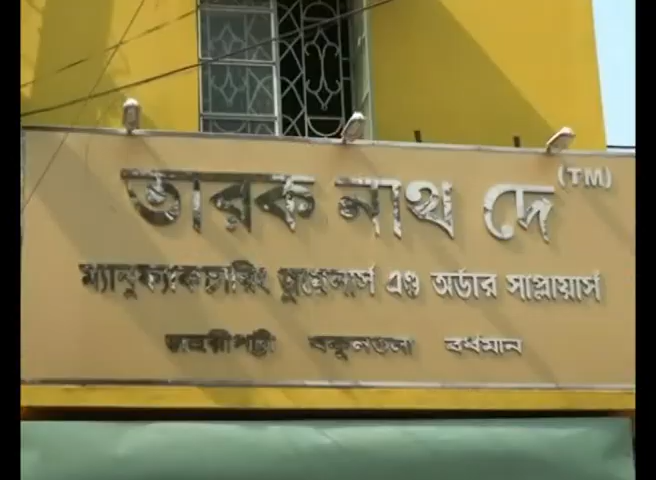 তারক নাথ দে (TM)
ম্যানুফ্যাকচারিং জুয়েলার্স এণ্ড অর্ডার সাপ্লায়ার্স
জহুরীপট্টি বকুলতলা বর্ধমান